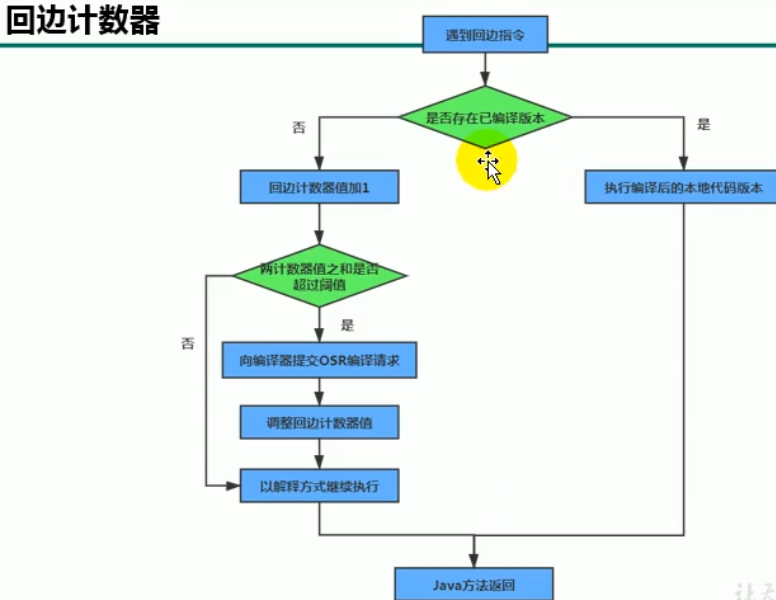 回边计数器
遇到回边指令
是否存在已编译版本
否
是
回边计数器值加1
执行编译后的本地代码版本
两计数器值之和是否
超过阈值
是
否
向编译器提交OSR编译请求
调整回边计数器值
以解释方式继续执行
Java方法返回
让天